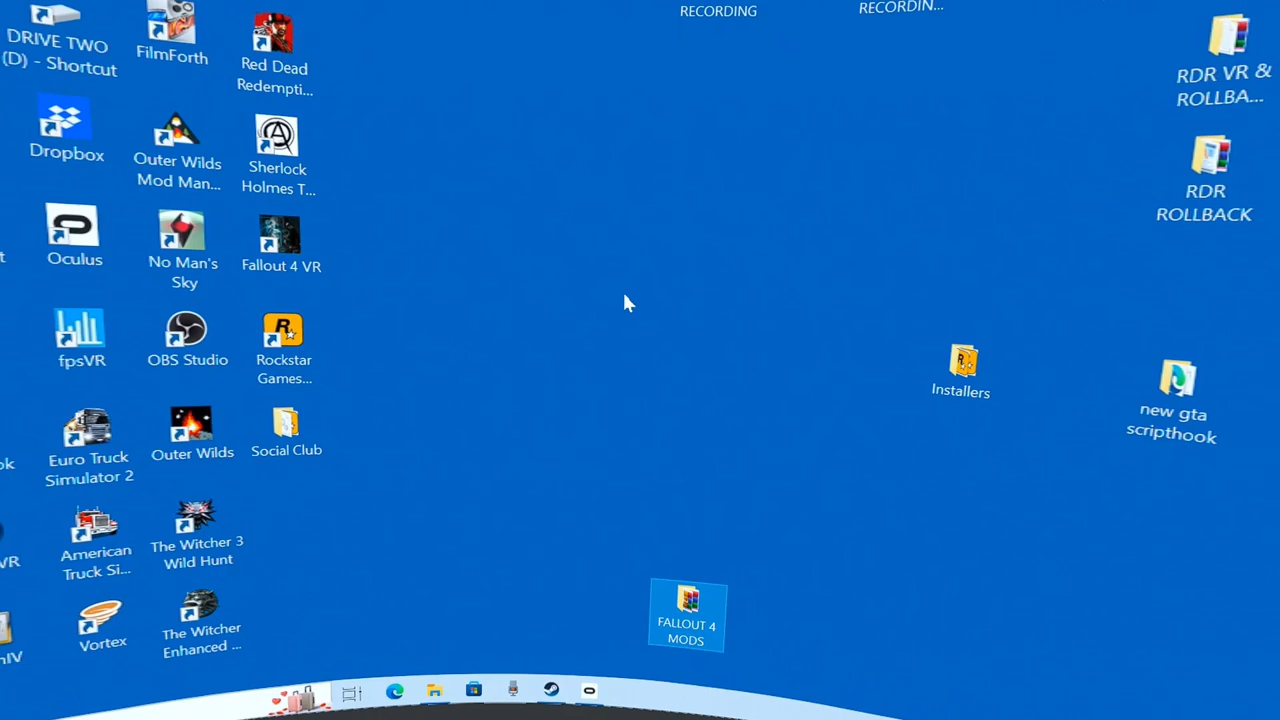 DRIVE TWO
(D) - Shortcut
Dropbox
Oculus
fpsVR
Euro Truck
Simulator 2
American
Truck Si...
Vortex
FilmForth
Outer Wilds
Mod Man...
No Man's
Sky
OBS Studio
Outer Wilds
The Witcher 3
Wild Hunt
The Witcher
Enhanced ...
Red Dead
Redempti...
Sherlock
Holmes T...
Fallout 4 VR
Rockstar
Games...
Social Club
RECORDING
RECORDIN...
FALLOUT 4
MODS
Installers
RDR VR &
ROLLBA...
RDR
ROLLBACK
new gta
scripthook